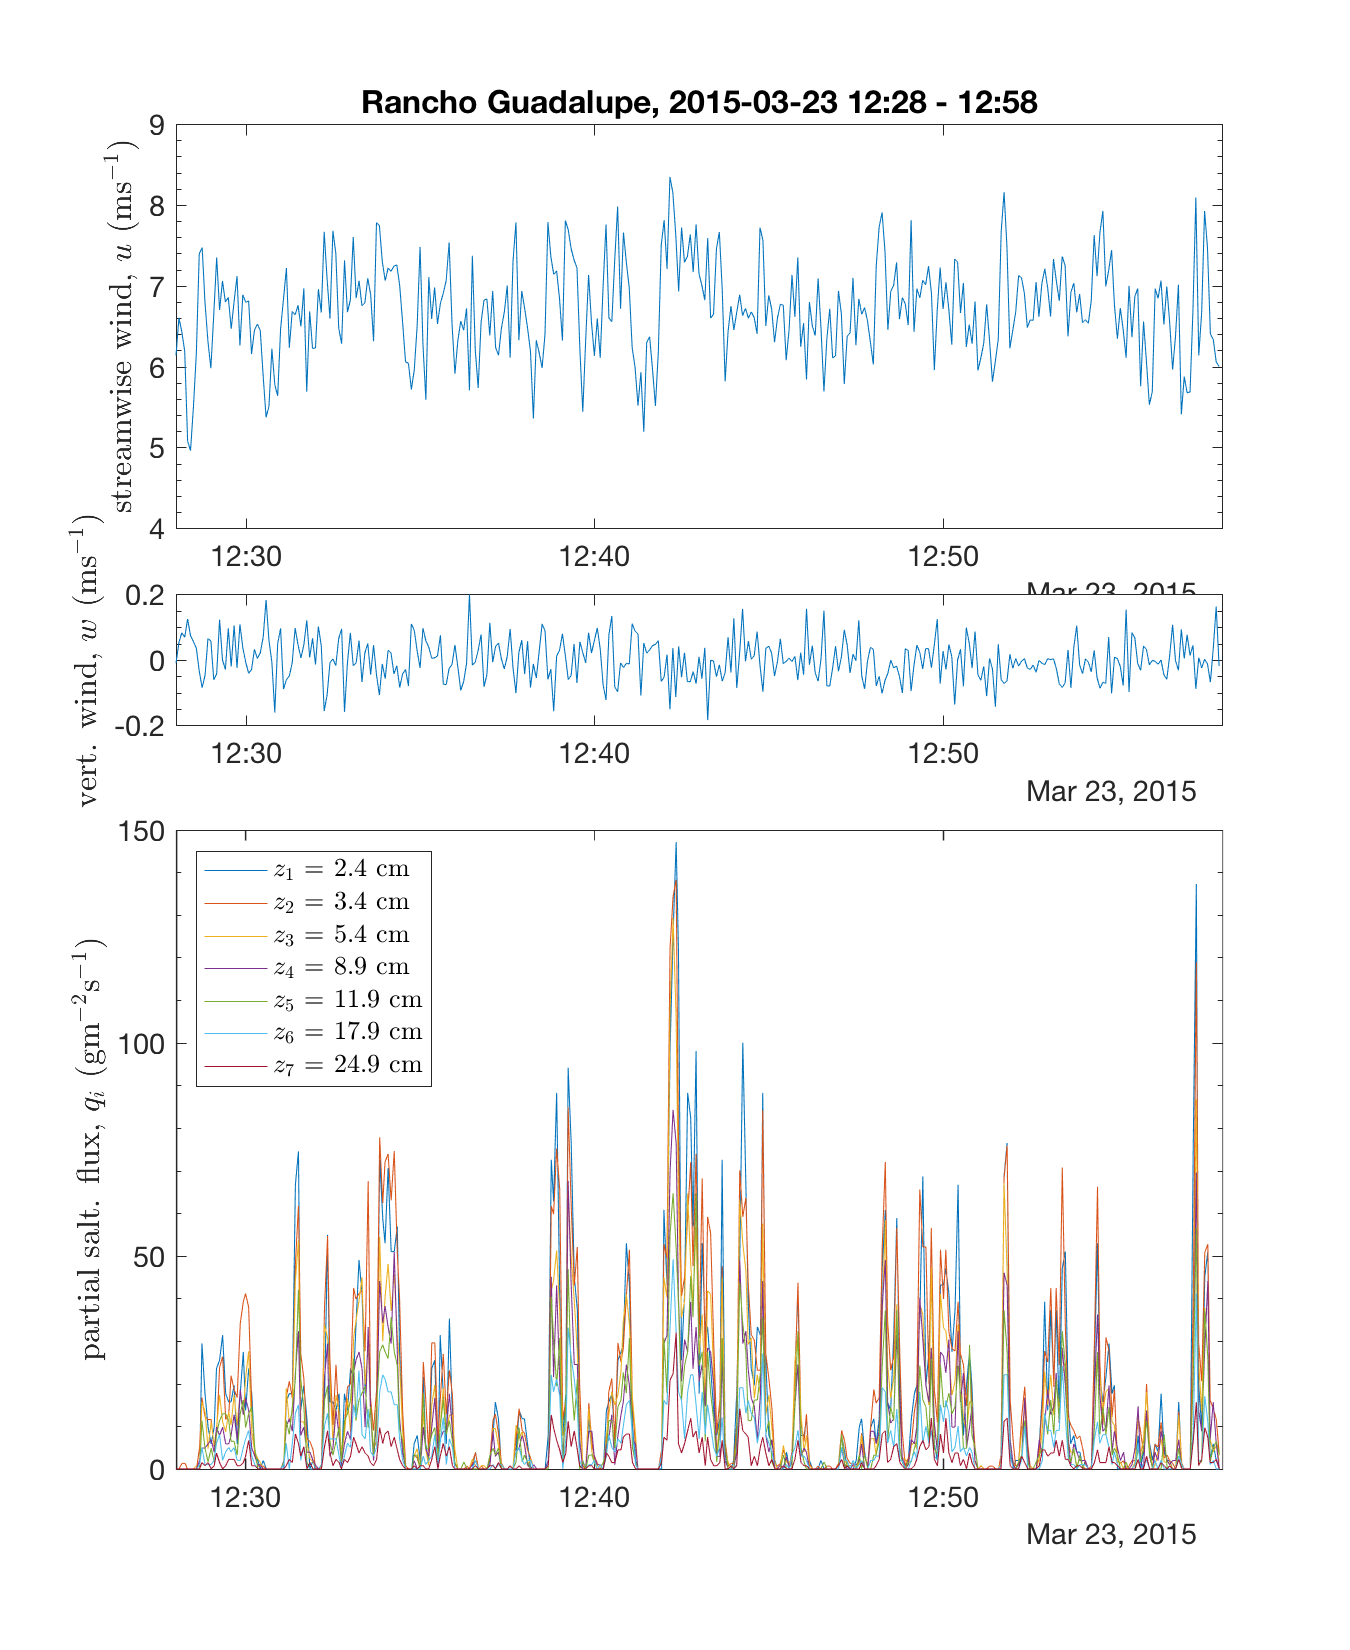 Rancho Guadalupe, 2015-03-23 12:28 - 12:58
streamwise wind, u (ms⁻¹)
9
8
7
6
5
4
12:30 12:40 12:50
Mar 23, 2015
vert. wind, w (ms⁻¹)
0.2
0
-0.2
12:30 12:40 12:50
Mar 23, 2015
partial salt. flux, qᵢ (gm⁻²s⁻¹)
150
100
50
0
z₁ = 2.4 cm
z₂ = 3.4 cm
z₃ = 5.4 cm
z₄ = 8.9 cm
z₅ = 11.9 cm
z₆ = 17.9 cm
z₇ = 24.9 cm
12:30 12:40 12:50
Mar 23, 2015